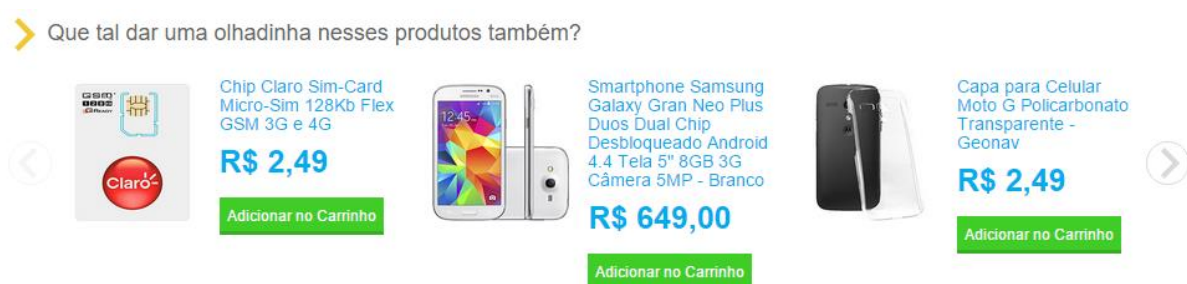 Que tal dar uma olhadinha nesses produtos também?
Chip Claro Sim-Card
Micro-Sim 128Kb Flex
GSM 3G e 4G
R$ 2,49
Adicionar no Carrinho
GSM
Claro
12:45
Smartphone Samsung
Galaxy Gran Neo Plus
Duos Dual Chip
Desbloqueado Android
4.4 Tela 5" 8GB 3G
Câmera 5MP - Branco
R$ 649,00
Adicionar no Carrinho
Capa para Celular
Moto G Policarbonato
Transparente -
Geonav
R$ 2,49
Adicionar no Carrinho